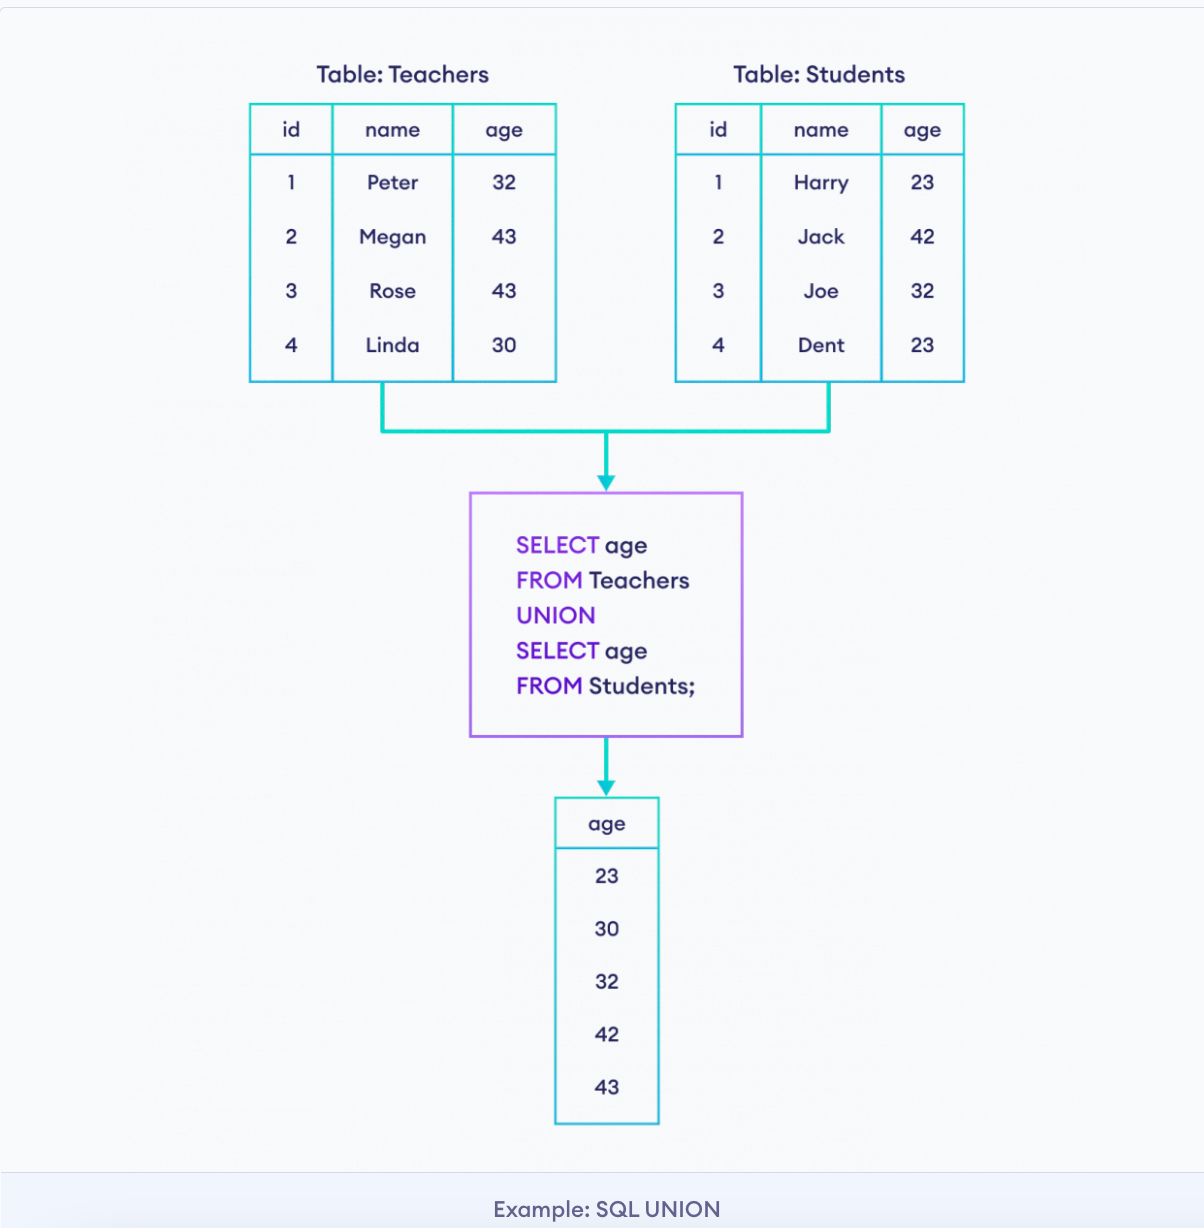 Table: Teachers
id name age
1 Peter 32
2 Megan 43
3 Rose 43
4 Linda 30
Table: Students
id name age
1 Harry 23
2 Jack 42
3 Joe 32
4 Dent 23
SELECT age
FROM Teachers
UNION
SELECT age
FROM Students;
age
23
30
32
42
43
Example: SQL UNION